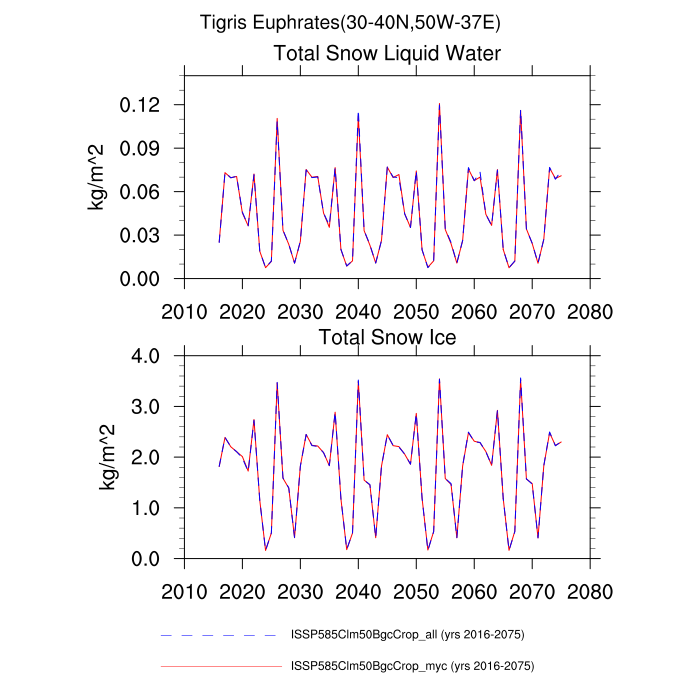 Tigris Euphrates(30-40N,50W-37E)
Total Snow Liquid Water
0.12
0.09
0.06
0.03
0.00
kg/m^2
2010 2020 2030 2040 2050 2060 2070 2080
Total Snow Ice
4.0
3.0
2.0
1.0
0.0
kg/m^2
2010 2020 2030 2040 2050 2060 2070 2080
ISSP585Clm50BgcCrop_all (yrs 2016-2075)
ISSP585Clm50BgcCrop_myc (yrs 2016-2075)